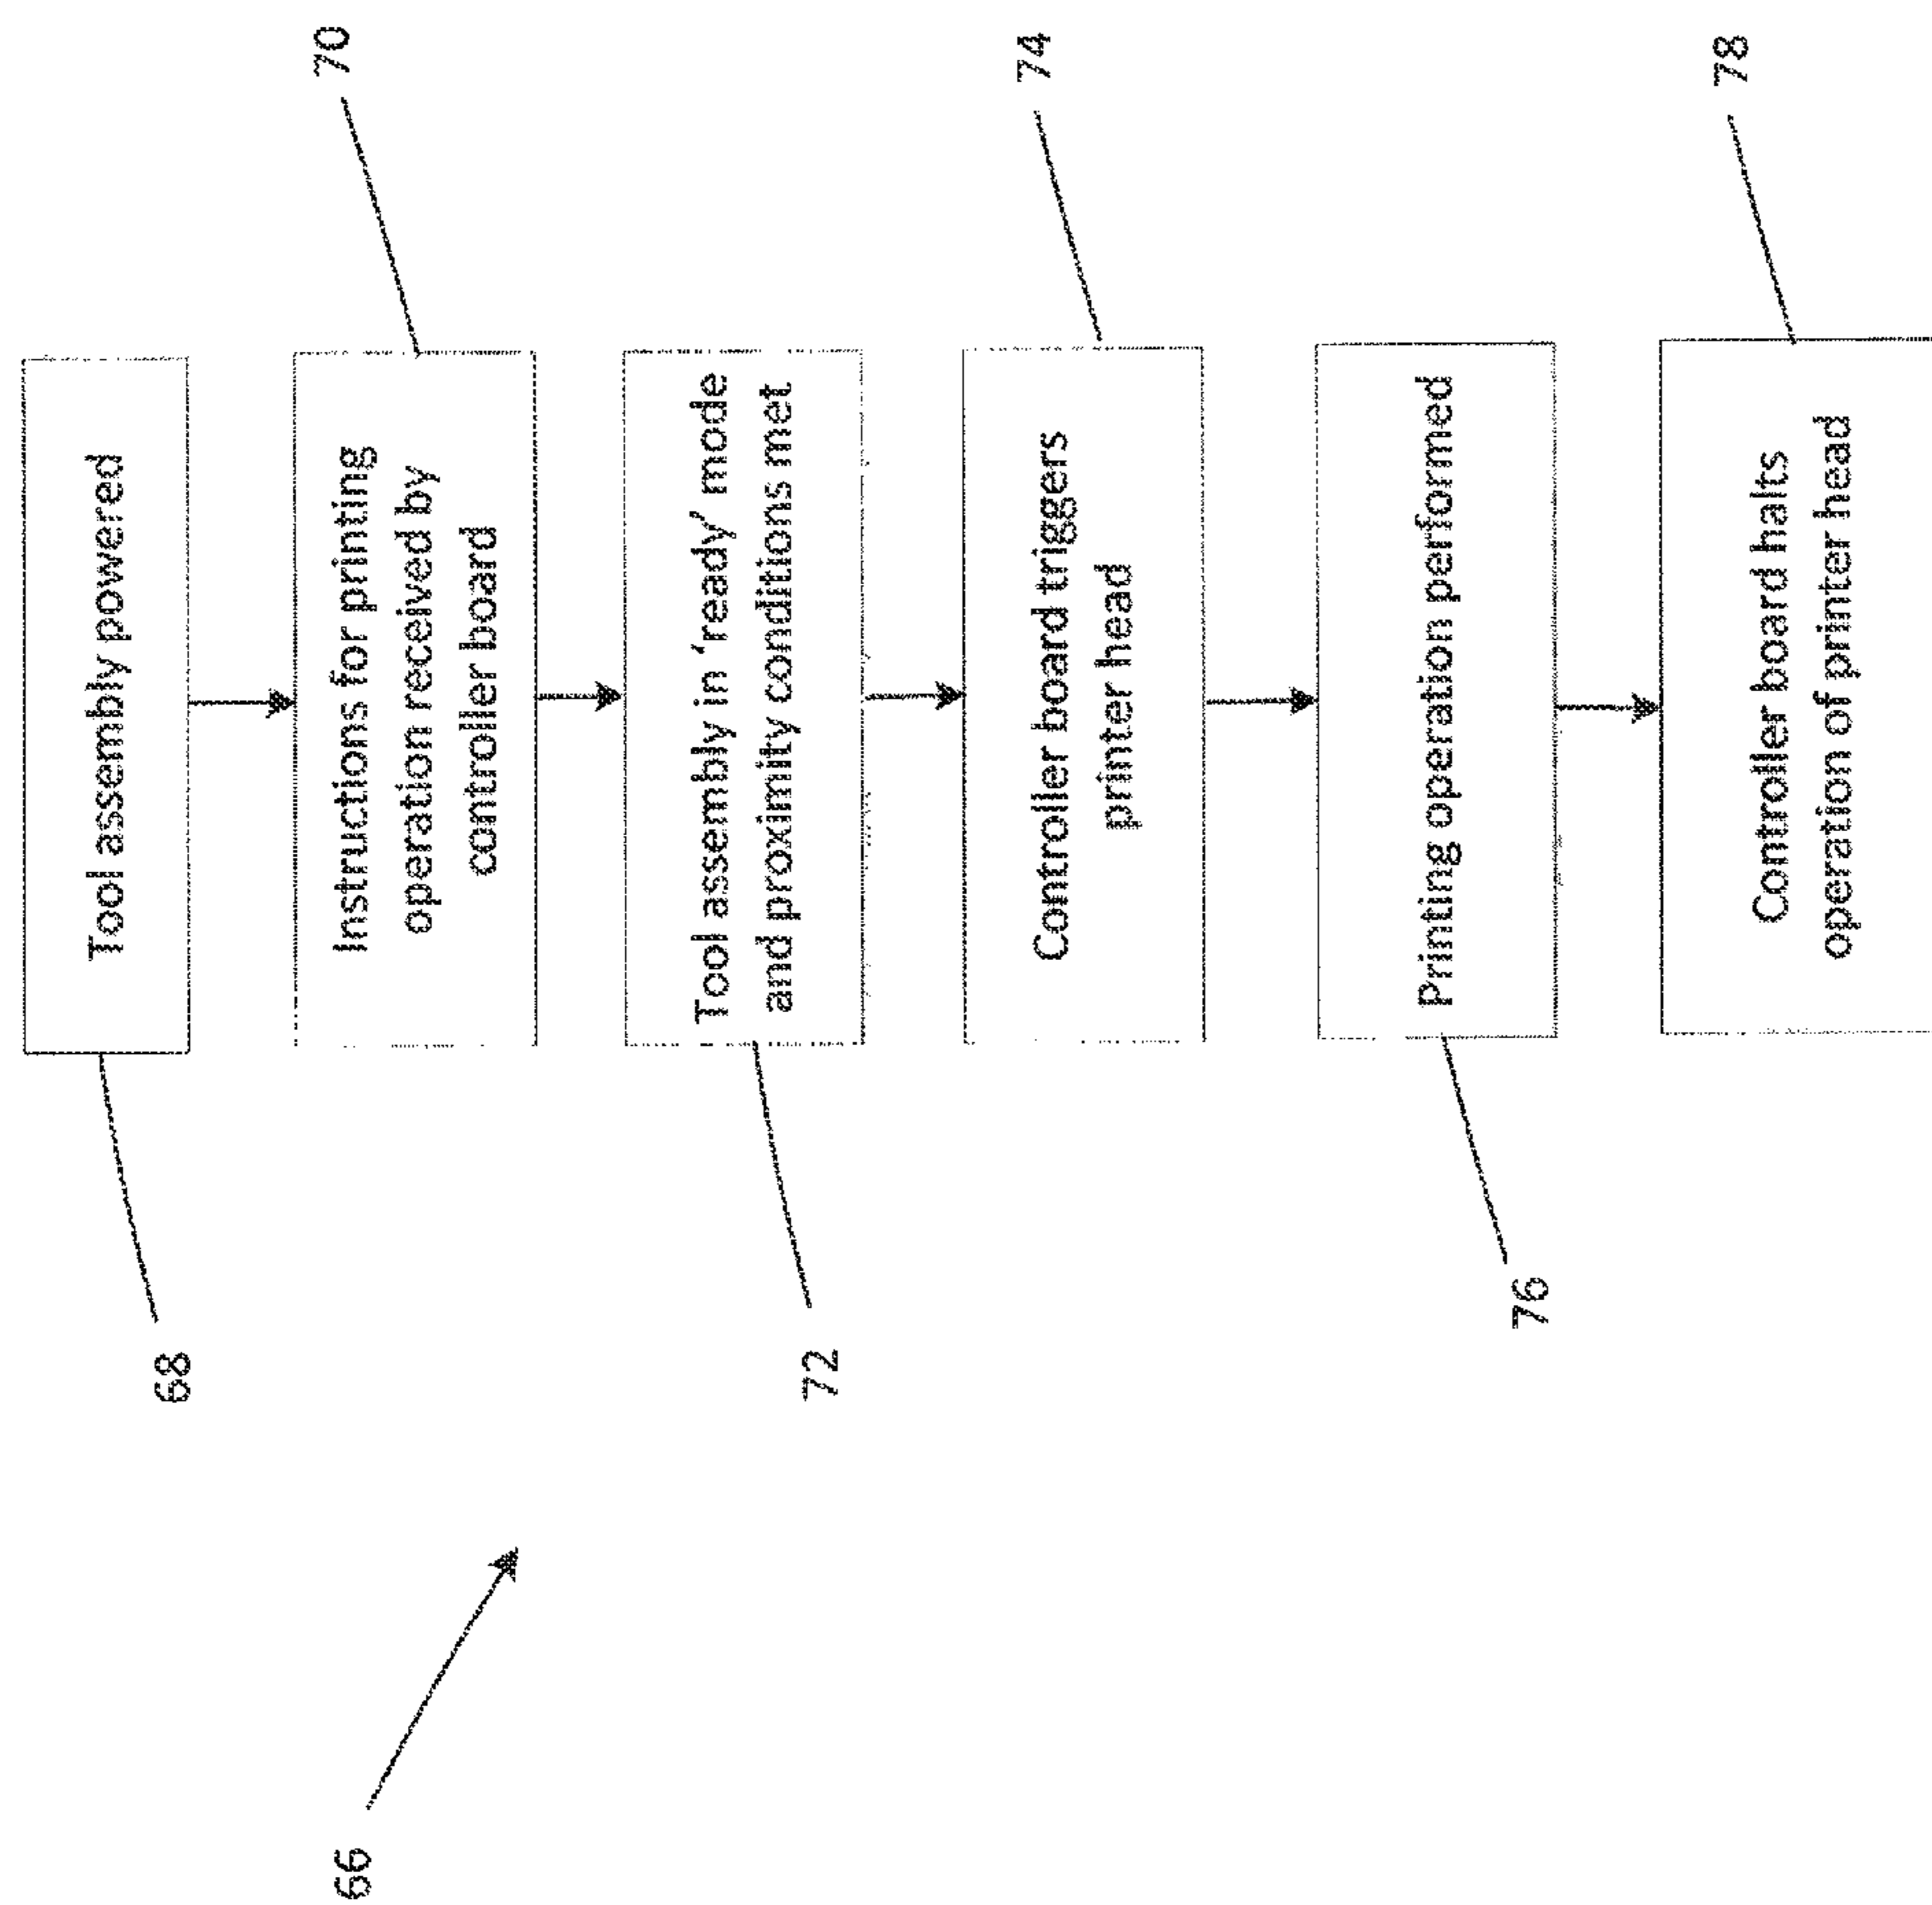 66
68
Tool assembly powered
70
Instructions for printing
operation received by
controller board
72
Tool assembly in ‘ready’ mode
and proximity conditions met
74
Controller board triggers
printer head
76
Printing operation performed
78
Controller board halts
operation of printer head